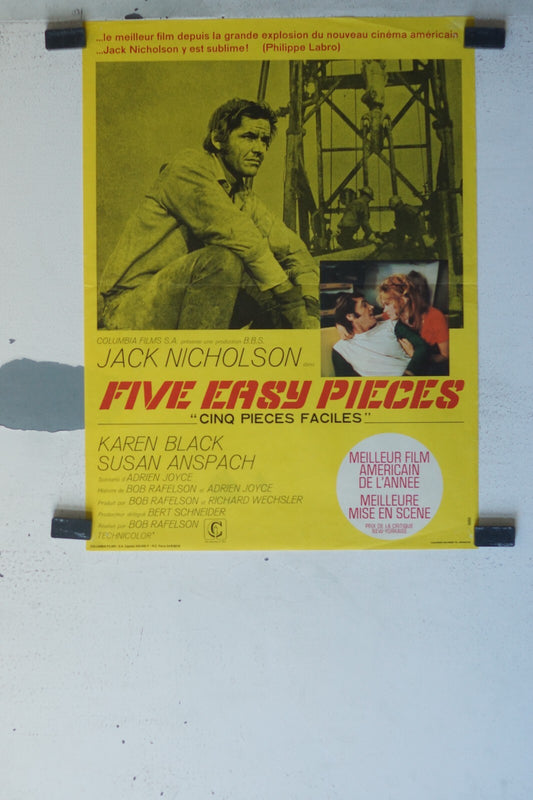 ...le meilleur film depuis la grande explosion du nouveau cinéma américain
...Jack Nicholson y est sublime! (Philippe Labro)
COLUMBIA FILMS S.A. présente une production B.B.S.
JACK NICHOLSON dans
FIVE EASY PIECES
"CINQ PIECES FACILES"
KAREN BLACK
SUSAN ANSPACH
Scénario d'ADRIEN JOYCE
Histoire de BOB RAFELSON et ADRIEN JOYCE
Produit par BOB RAFELSON et RICHARD WECHSLER
Producteur délégué BERT SCHNEIDER
Réalisé par BOB RAFELSON
TECHNICOLOR
MEILLEUR FILM
AMERICAIN
DE L'ANNEE
MEILLEURE
MISE EN SCENE
PRIX DE LA CRITIQUE
NEW-YORKAISE